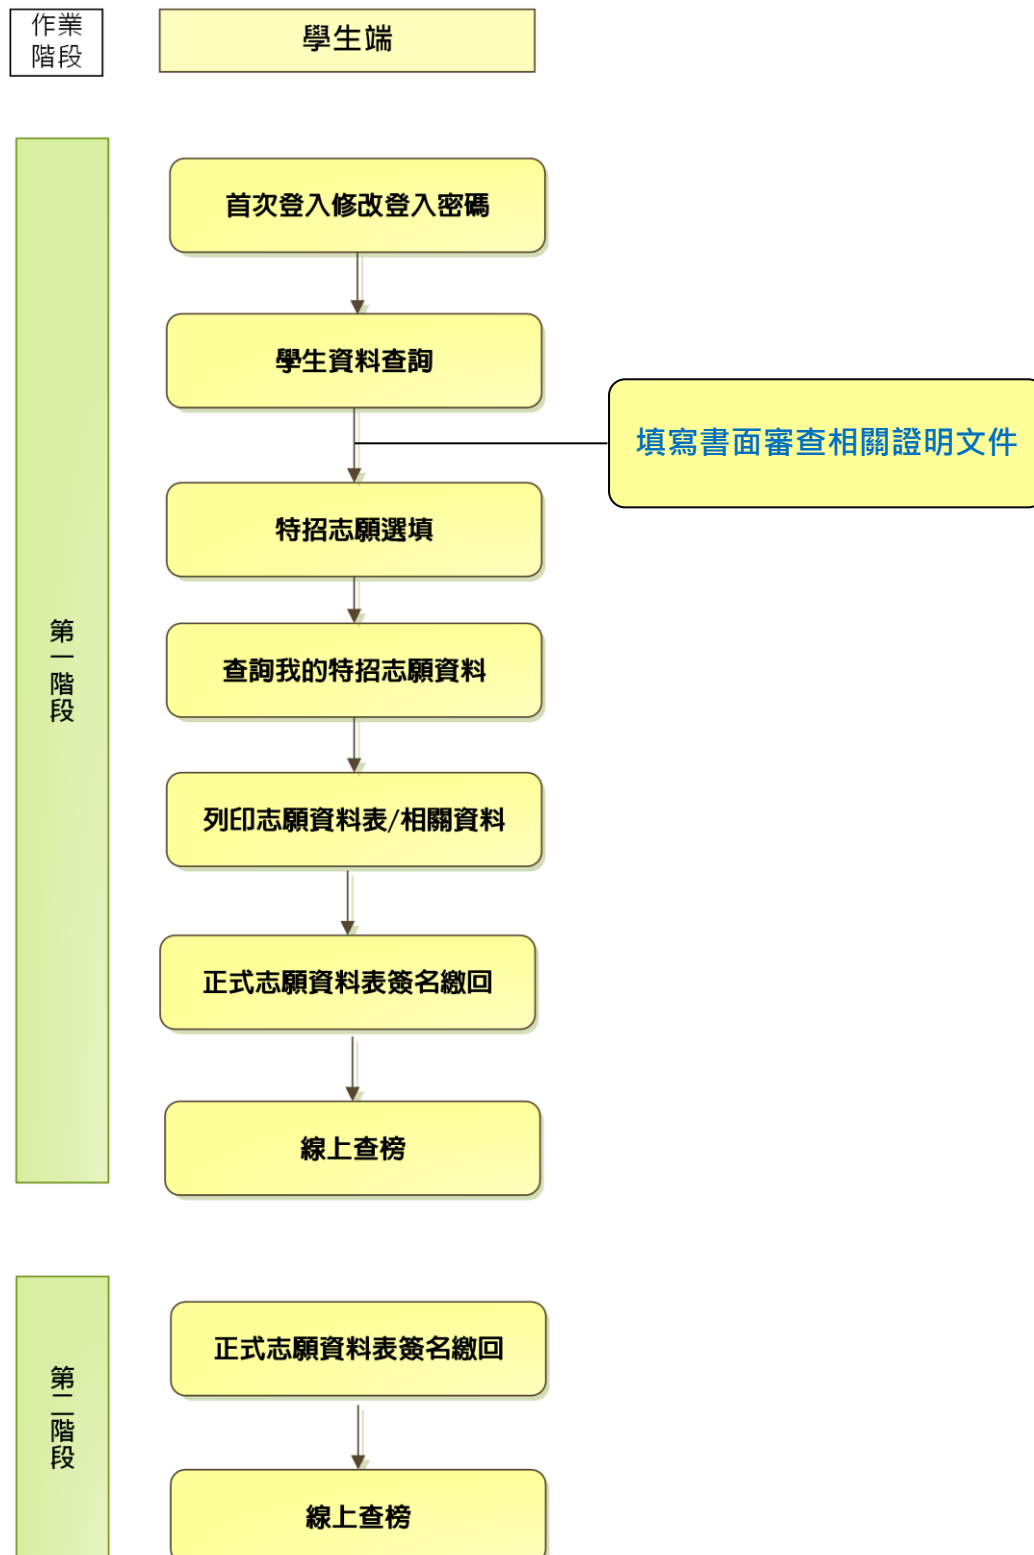 作業
階段
學生端
第一階段
首次登入修改登入密碼
學生資料查詢
填寫書面審查相關證明文件
特招志願選填
查詢我的特招志願資料
列印志願資料表/相關資料
正式志願資料表簽名繳回
線上查榜
第二階段
正式志願資料表簽名繳回
線上查榜